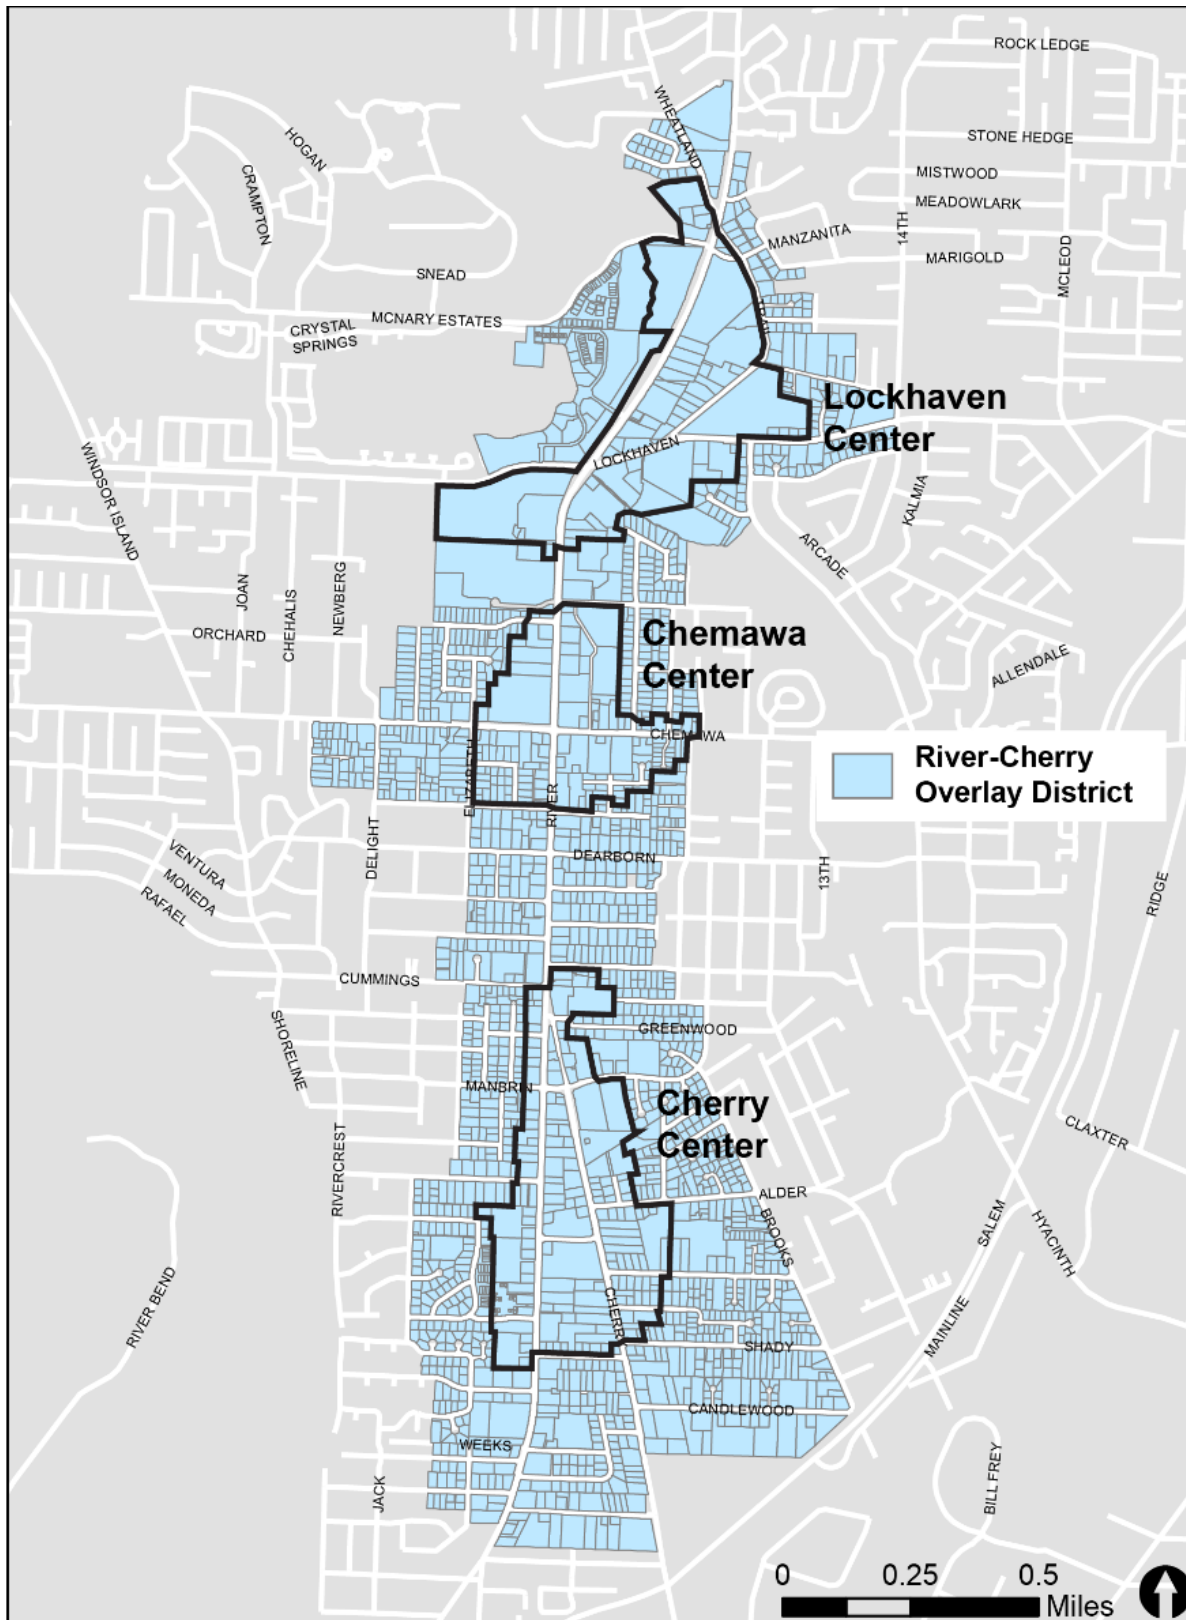 ROCK LEDGE
WHEATLAND
STONE HEDGE
HOGAN
MISTWOOD
CRAMPTON
MEADOWLARK
14TH
MANZANITA
MARIGOLD
MCLEOD
SNEAD
TRAIL
MCNARY ESTATES
CRYSTAL
SPRINGS
Lockhaven
Center
LOCKHAVEN
WINDSOR ISLAND
KALMIA
ARCADE
JOAN
NEWBERG
CHEHALIS
ORCHARD
Chemawa
Center
ALLENDALE
CHEMAWA
ELIZABETH
RIVER
River-Cherry
Overlay District
DELIGHT
DEARBORN
VENTURA
MONEDA
RAFAEL
13TH
RIDGE
CUMMINGS
SHORELINE
GREENWOOD
MANBRIN
Cherry
Center
CLAXTER
RIVERCREST
ALDER
BROOKS
SALEM
HYACINTH
RIVER BEND
CHERRY
MAINLINE
SHADY
CANDLEWOOD
WEEKS
JACK
BILL FREY
0 0.25 0.5
Miles